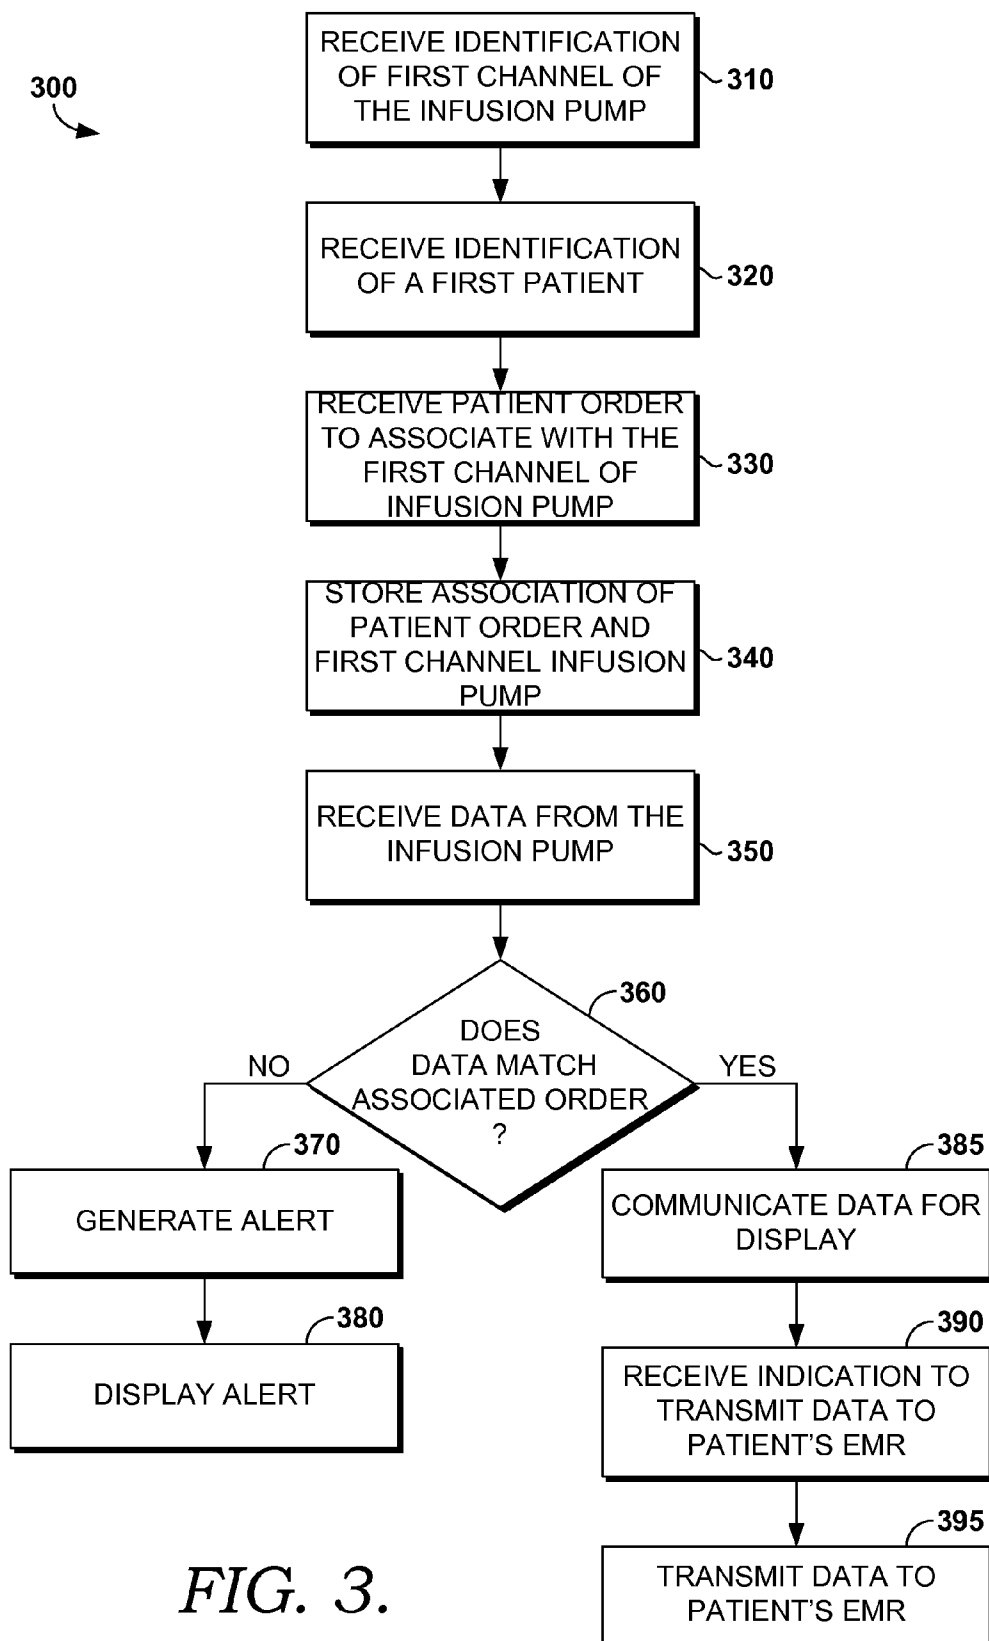 300
RECEIVE IDENTIFICATION
OF FIRST CHANNEL OF
THE INFUSION PUMP
310
RECEIVE IDENTIFICATION
OF A FIRST PATIENT
320
RECEIVE PATIENT ORDER
TO ASSOCIATE WITH THE
FIRST CHANNEL OF
INFUSION PUMP
330
STORE ASSOCIATION OF
PATIENT ORDER AND
FIRST CHANNEL INFUSION
PUMP
340
RECEIVE DATA FROM THE
INFUSION PUMP
350
360
DOES
DATA MATCH
ASSOCIATED ORDER
?
NO
YES
370
GENERATE ALERT
380
DISPLAY ALERT
385
COMMUNICATE DATA FOR
DISPLAY
390
RECEIVE INDICATION TO
TRANSMIT DATA TO
PATIENT'S EMR
395
TRANSMIT DATA TO
PATIENT'S EMR
FIG. 3.